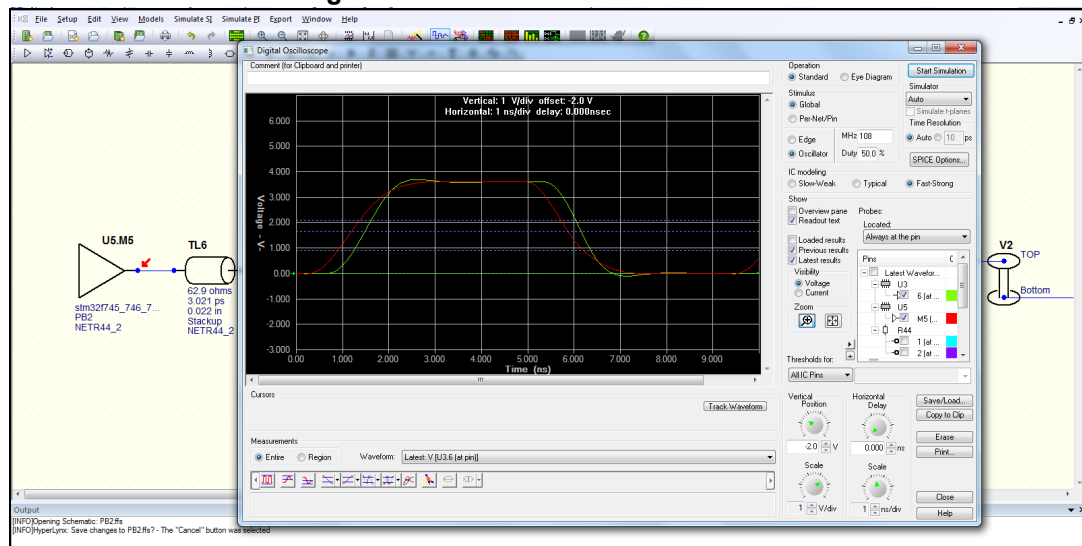 File Edit View Models Simulate SI Simulate PI Export Window Help
Setup
Digital Oscilloscope
Comment (for Clipboard and printer)
Vertical: 1 V/div offset: -2.0 V
Horizontal: 1 ns/div delay: 0.000nsec
6.000
5.000
4.000
3.000
2.000
1.000
0.00
-1.000
-2.000
-3.000
Voltage -V-
0.00 1.000 2.000 3.000 4.000 5.000 6.000 7.000 8.000 9.000
Time (ns)
Cursors
Track Waveform
Measurements
Entire Region Waveform: Latest: V [U3.6 (at pin)]
Operation
Standard Eye Diagram
Start Simulation
Stimulus
Global
Per-Net/Pin
Simulator
Auto
Simulate t-planes
Time Resolution
Auto 10 ps
Edge MHz 108
Oscillator Duty 50.0 %
SPICE Options...
IC modeling
Slow-Weak Typical Fast-Strong
Show
Overview pane
Readout text
Loaded results
Previous results
Latest results
Visibility
Voltage
Current
Zoom
Probes:
Located:
Always at the pin
Pins C
Latest Wavefor...
U3
6 (at ...
U5
M5 (...
R44
1 (at ...
2 (at ...
Thresholds for:
All IC Pins
Vertical
Position
-2.0 V
Scale
1 V/div
Horizontal
Delay
0.000 ns
Scale
1 ns/div
Save/Load...
Copy to Clip
Erase
Print...
Close
Help
U5.M5
stm32f745_746_7...
PB2
NETR44_2
TL6
62.9 ohms
3.021 ps
0.022 in
Stackup
NETR44_2
V2
TOP
Bottom
Output
[INFO]Opening Schematic: PB2.ffs
[INFO]HyperLynx: Save changes to PB2.ffs? - The "Cancel" button was selected